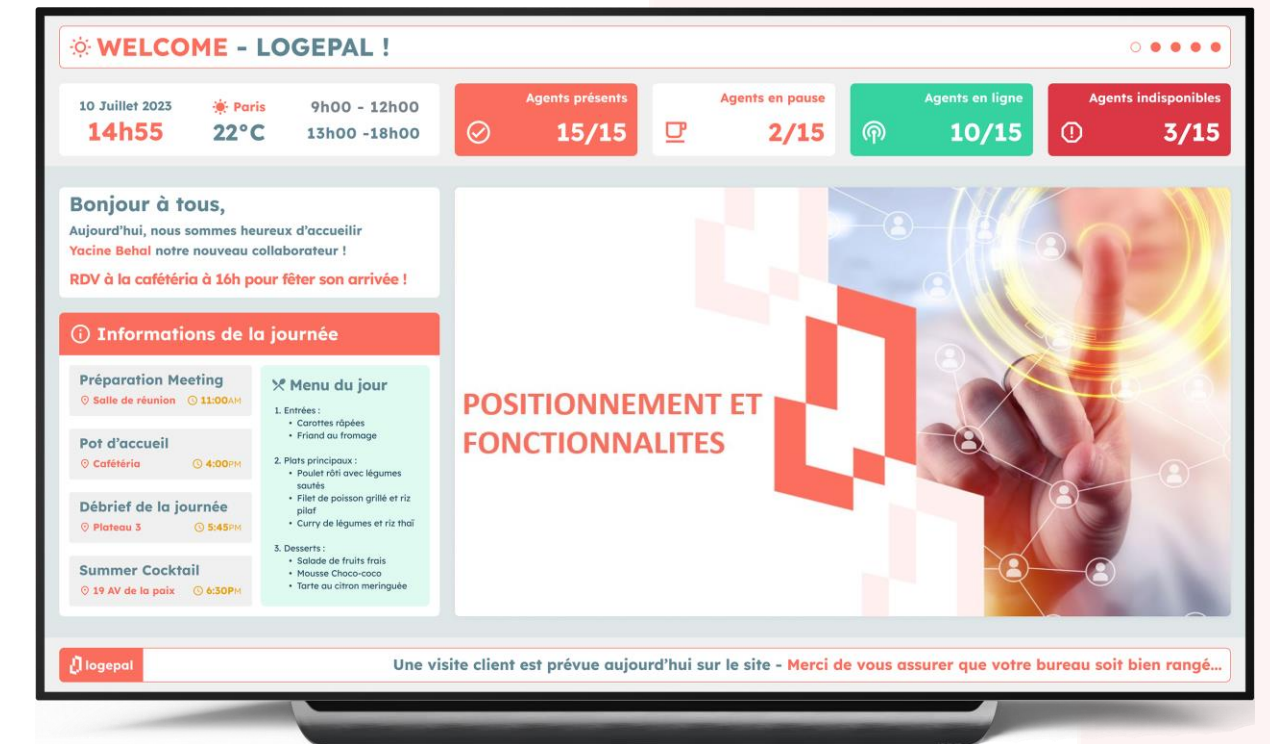 WELCOME - LOGEPAL !
10 Juillet 2023
14h55
Paris
22°C
9h00 - 12h00
13h00 -18h00
Agents présents
15/15
Agents en pause
2/15
Agents en ligne
10/15
Agents indisponibles
3/15
Bonjour à tous,
Aujourd'hui, nous sommes heureux d'accueilir
Yacine Behal notre nouveau collaborateur !
RDV à la cafétéria à 16h pour fêter son arrivée !
Informations de la journée
Préparation Meeting
Salle de réunion 11:00AM
Pot d'accueil
Cafétéria 4:00PM
Débrief de la journée
Plateau 3 5:45PM
Summer Cocktail
19 AV de la paix 6:30PM
Menu du jour
1. Entrées :
• Carottes râpées
• Friand au fromage
2. Plats principaux :
• Poulet rôti avec légumes
sautés
• Filet de poisson grillé et riz
pilaf
• Curry de légumes et riz thaï
3. Desserts :
• Salade de fruits frais
• Mousse Choco-coco
• Tarte au citron meringuée
POSITIONNEMENT ET
FONCTIONNALITES
logepal
Une visite client est prévue aujourd'hui sur le site - Merci de vous assurer que votre bureau soit bien rangé...